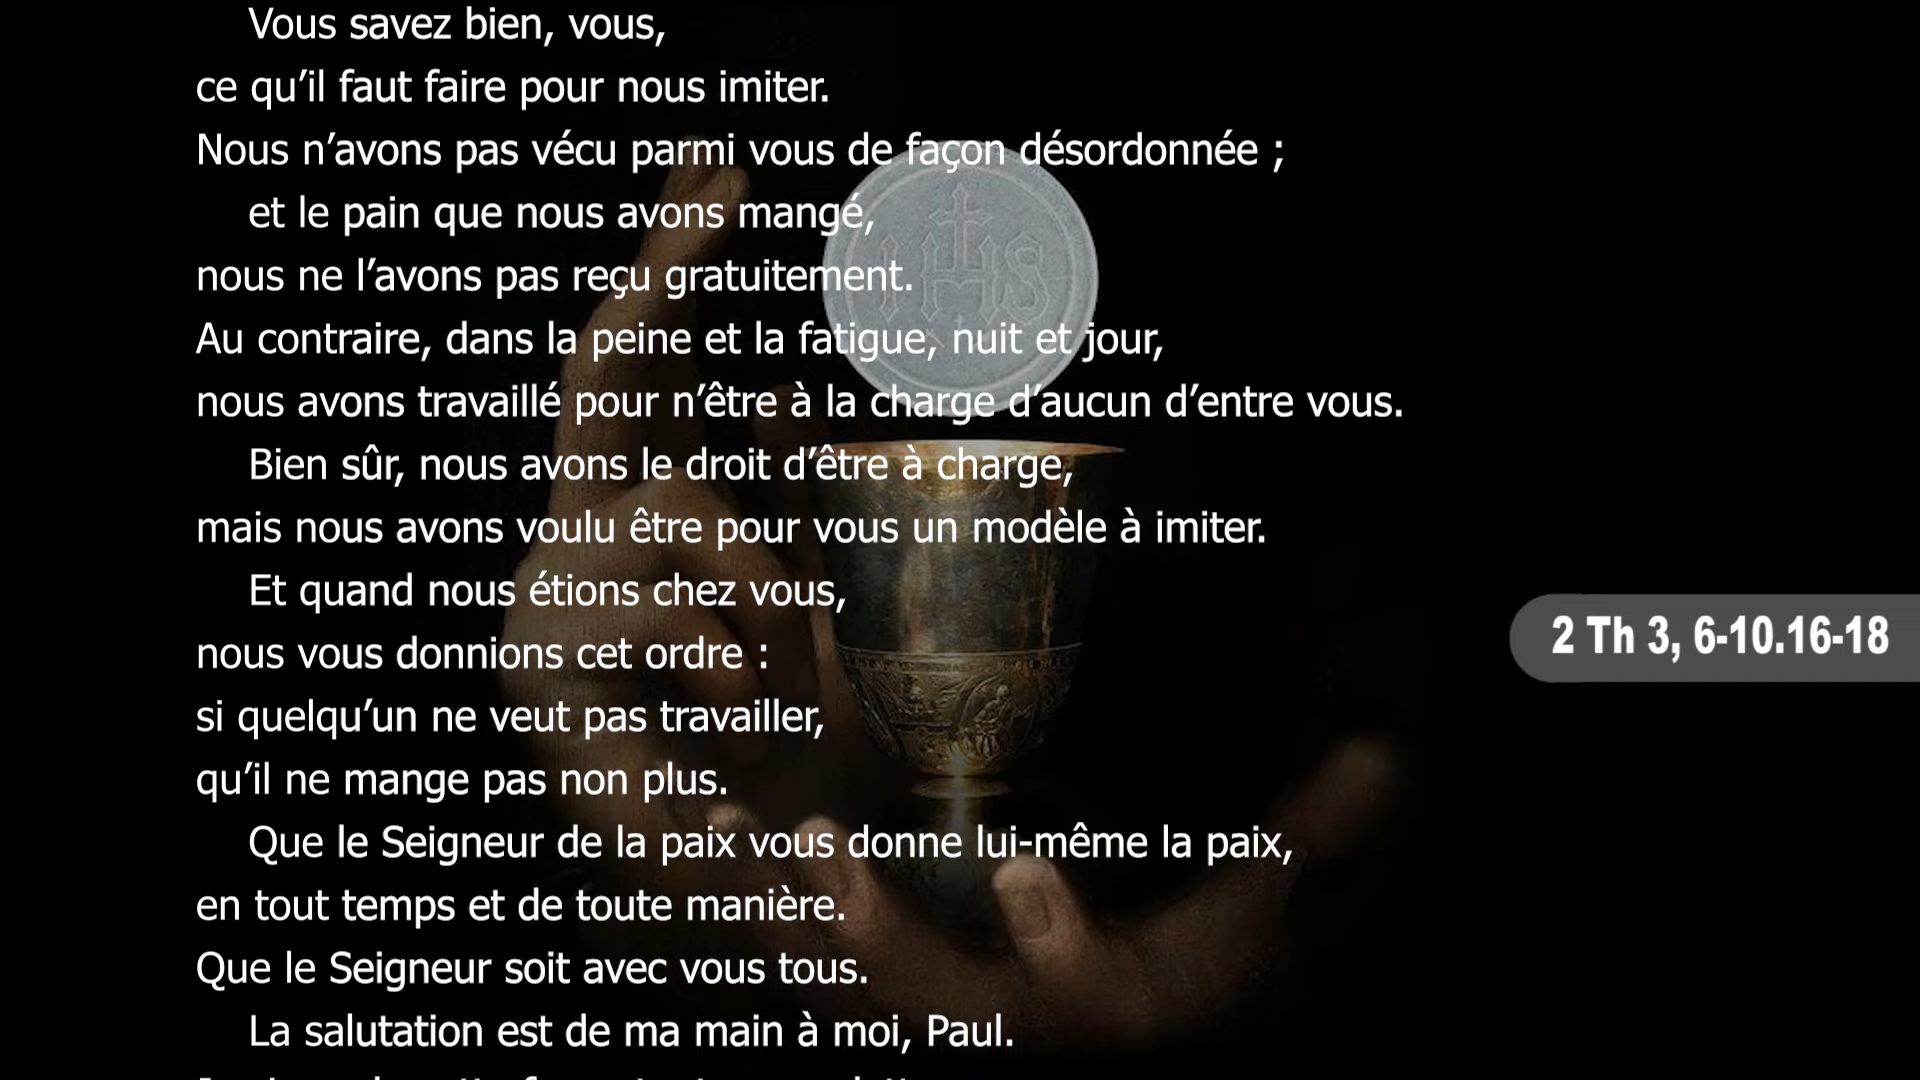 Vous savez bien, vous,
ce qu’il faut faire pour nous imiter.
Nous n’avons pas vécu parmi vous de façon désordonnée ;
et le pain que nous avons mangé,
nous ne l’avons pas reçu gratuitement.
Au contraire, dans la peine et la fatigue, nuit et jour,
nous avons travaillé pour n’être à la charge d’aucun d’entre vous.
Bien sûr, nous avons le droit d’être à charge,
mais nous avons voulu être pour vous un modèle à imiter.
Et quand nous étions chez vous,
nous vous donnions cet ordre :
si quelqu’un ne veut pas travailler,
qu’il ne mange pas non plus.
Que le Seigneur de la paix vous donne lui-même la paix,
en tout temps et de toute manière.
Que le Seigneur soit avec vous tous.
La salutation est de ma main à moi, Paul.
2 Th 3, 6-10.16-18
IHS